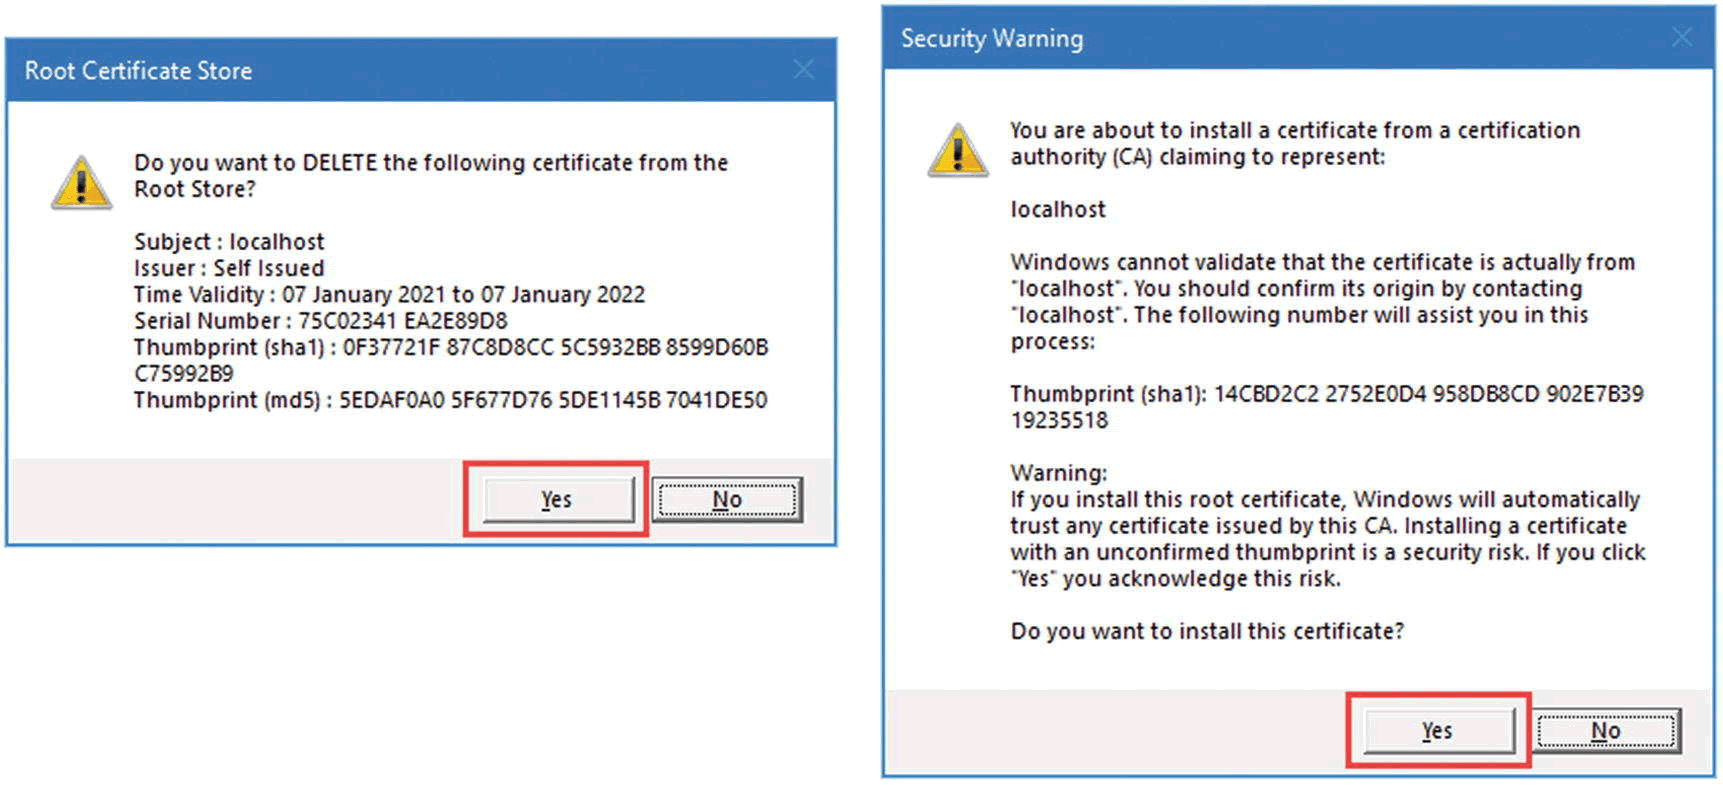 Root Certificate Store
Do you want to DELETE the following certificate from the
Root Store?
Subject : localhost
Issuer : Self Issued
Time Validity : 07 January 2021 to 07 January 2022
Serial Number : 75C02341 EA2E89D8
Thumbprint (sha1) : 0F37721F 87C8D8CC 5C5932BB 8599D60B
C75992B9
Thumbprint (md5) : 5EDAF0A0 5F677D76 5DE1145B 7041DE50
Yes
No
Security Warning
You are about to install a certificate from a certification
authority (CA) claiming to represent:
localhost
Windows cannot validate that the certificate is actually from
"localhost". You should confirm its origin by contacting
"localhost". The following number will assist you in this
process:
Thumbprint (sha1): 14CBD2C2 2752E0D4 958DB8CD 902E7B39
19235518
Warning:
If you install this root certificate, Windows will automatically
trust any certificate issued by this CA. Installing a certificate
with an unconfirmed thumbprint is a security risk. If you click
"Yes" you acknowledge this risk.
Do you want to install this certificate?
Yes
No